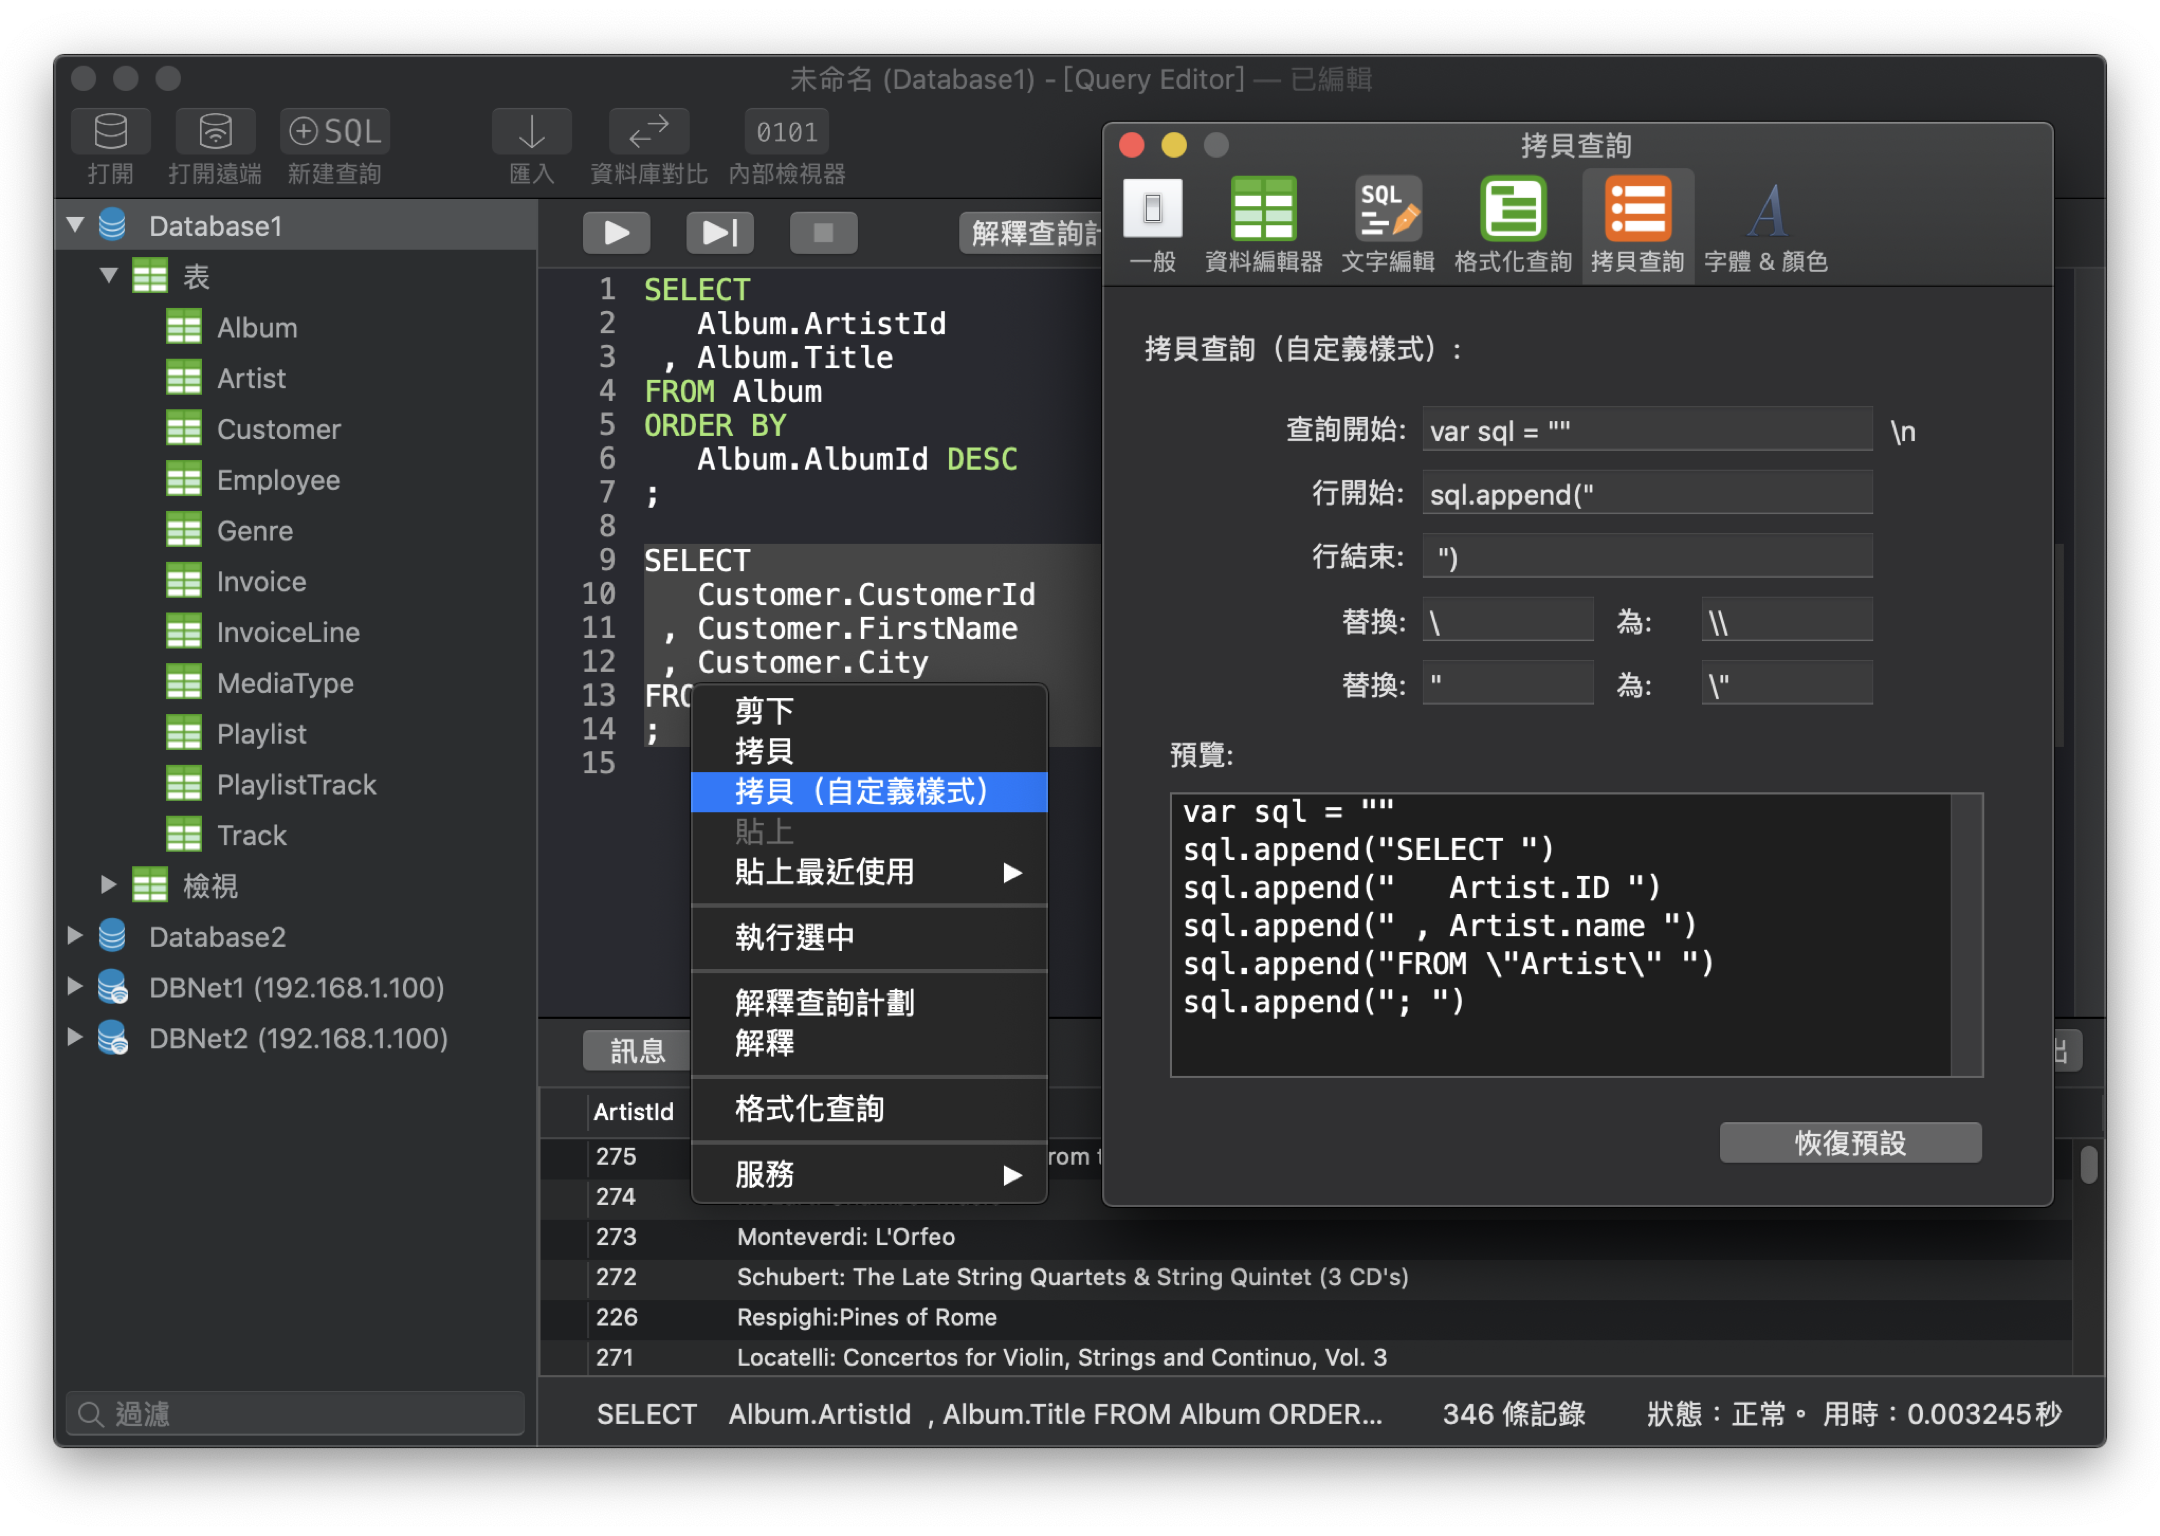 未命名 (Database1) - [Query Editor] — 已編輯
打開
打開遠端
SQL
新建查詢
匯入
資料庫對比
0101
內部檢視器
Database1
表
Album
Artist
Customer
Employee
Genre
Invoice
InvoiceLine
MediaType
Playlist
PlaylistTrack
Track
檢視
Database2
DBNet1 (192.168.1.100)
DBNet2 (192.168.1.100)
過濾
解釋查詢計
1 SELECT
2 Album.ArtistId
3 , Album.Title
4 FROM Album
5 ORDER BY
6 Album.AlbumId DESC
7 ;
8
9 SELECT
10 Customer.CustomerId
11 , Customer.FirstName
12 , Customer.City
13 FRO
14 ;
15
剪下
拷貝
拷貝（自定義樣式）
貼上
貼上最近使用
執行選中
解釋查詢計劃
解釋
格式化查詢
服務
訊息
出
ArtistId
275 rom t
274
273 Monteverdi: L'Orfeo
272 Schubert: The Late String Quartets & String Quintet (3 CD's)
226 Respighi:Pines of Rome
271 Locatelli: Concertos for Violin, Strings and Continuo, Vol. 3
SELECT Album.ArtistId , Album.Title FROM Album ORDER... 346 條記錄 狀態：正常。 用時：0.003245秒
拷貝查詢
一般
資料編輯器
SQL
文字編輯
格式化查詢
拷貝查詢
A
字體 & 顏色
拷貝查詢（自定義樣式）:
查詢開始: var sql = "" \n
行開始: sql.append("
行結束: ")
替換: \ 為: \\
替換: " 為: \"
預覽:
var sql = ""
sql.append("SELECT ")
sql.append("   Artist.ID ")
sql.append(" , Artist.name ")
sql.append("FROM \"Artist\" ")
sql.append("; ")
恢復預設